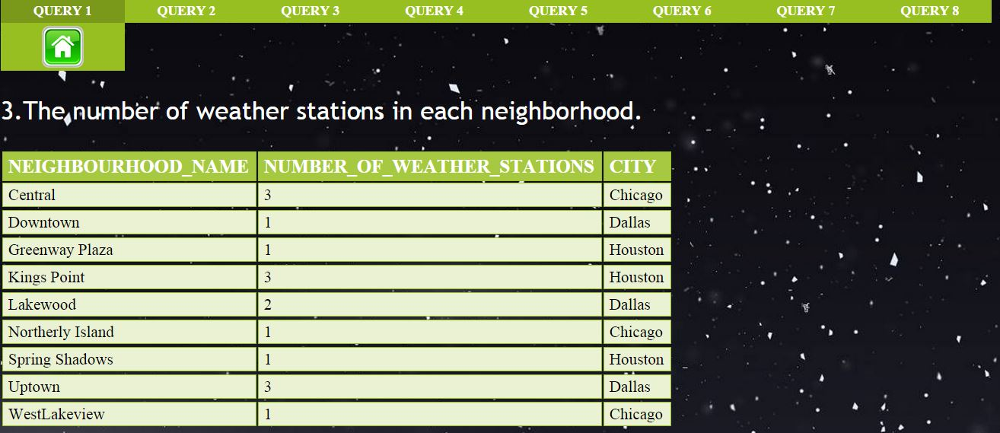 QUERY 1 QUERY 2 QUERY 3 QUERY 4 QUERY 5 QUERY 6 QUERY 7 QUERY 8
3.The number of weather stations in each neighborhood.
NEIGHBOURHOOD_NAME NUMBER_OF_WEATHER_STATIONS CITY
Central 3 Chicago
Downtown 1 Dallas
Greenway Plaza 1 Houston
Kings Point 3 Houston
Lakewood 2 Dallas
Northerly Island 1 Chicago
Spring Shadows 1 Houston
Uptown 3 Dallas
WestLakeview 1 Chicago